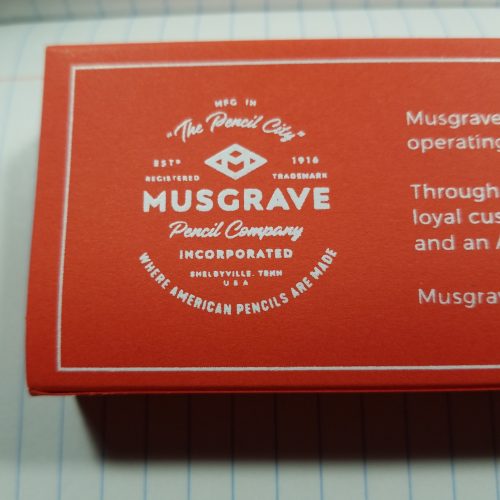 MFG IN
"The Pencil City"
EST° 1916
REGISTERED TRADEMARK
MUSGRAVE
Pencil Company
INCORPORATED
SHELBYVILLE, TENN
USA
WHERE AMERICAN PENCILS ARE MADE
Musgrave
operating
Through
loyal cus
and an A
Musgrav